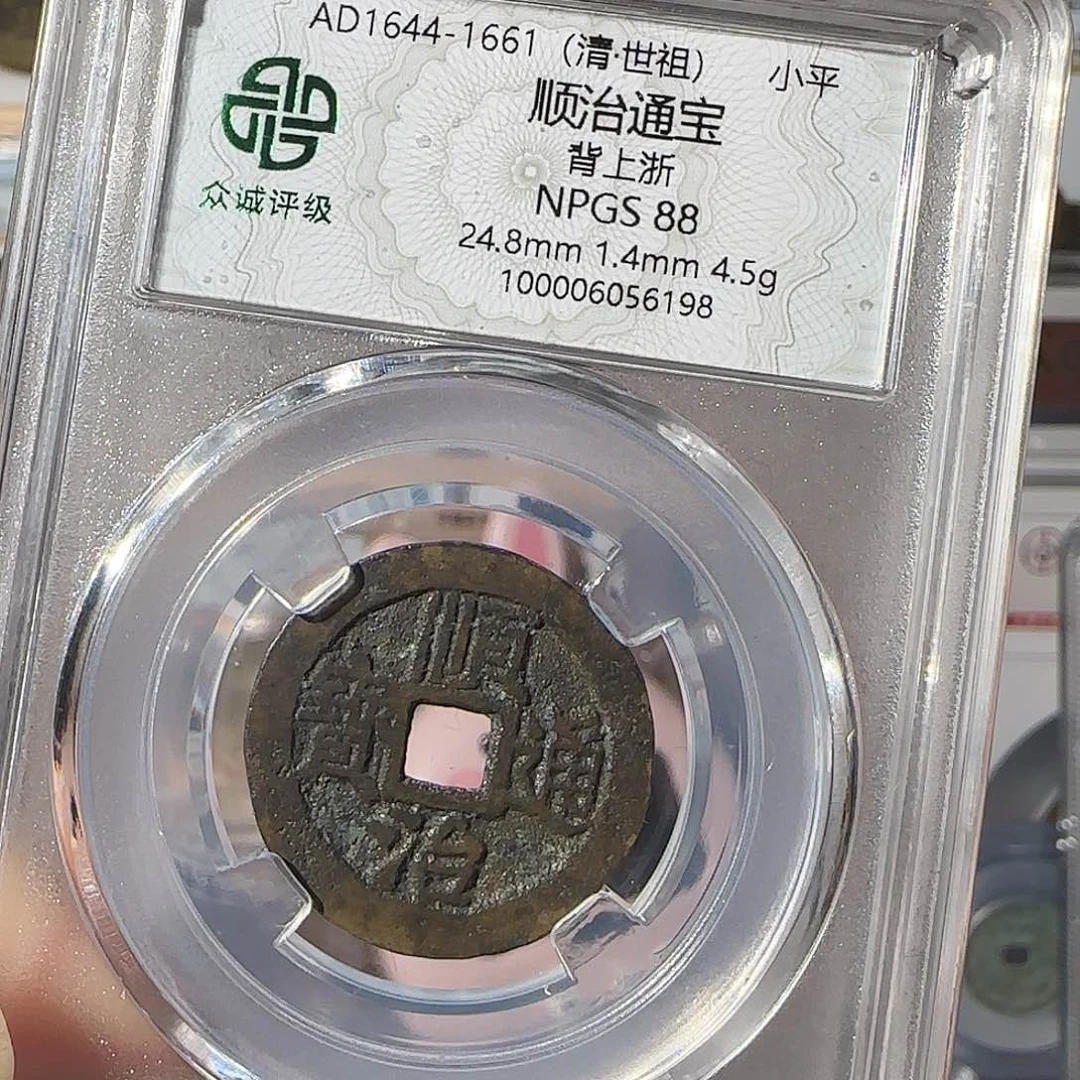 AD1644-1661（清·世祖） 小平
顺治通宝
背上浙
NPGS 88
24.8mm 1.4mm 4.5g
100006056198
众诚评级
順治通寶